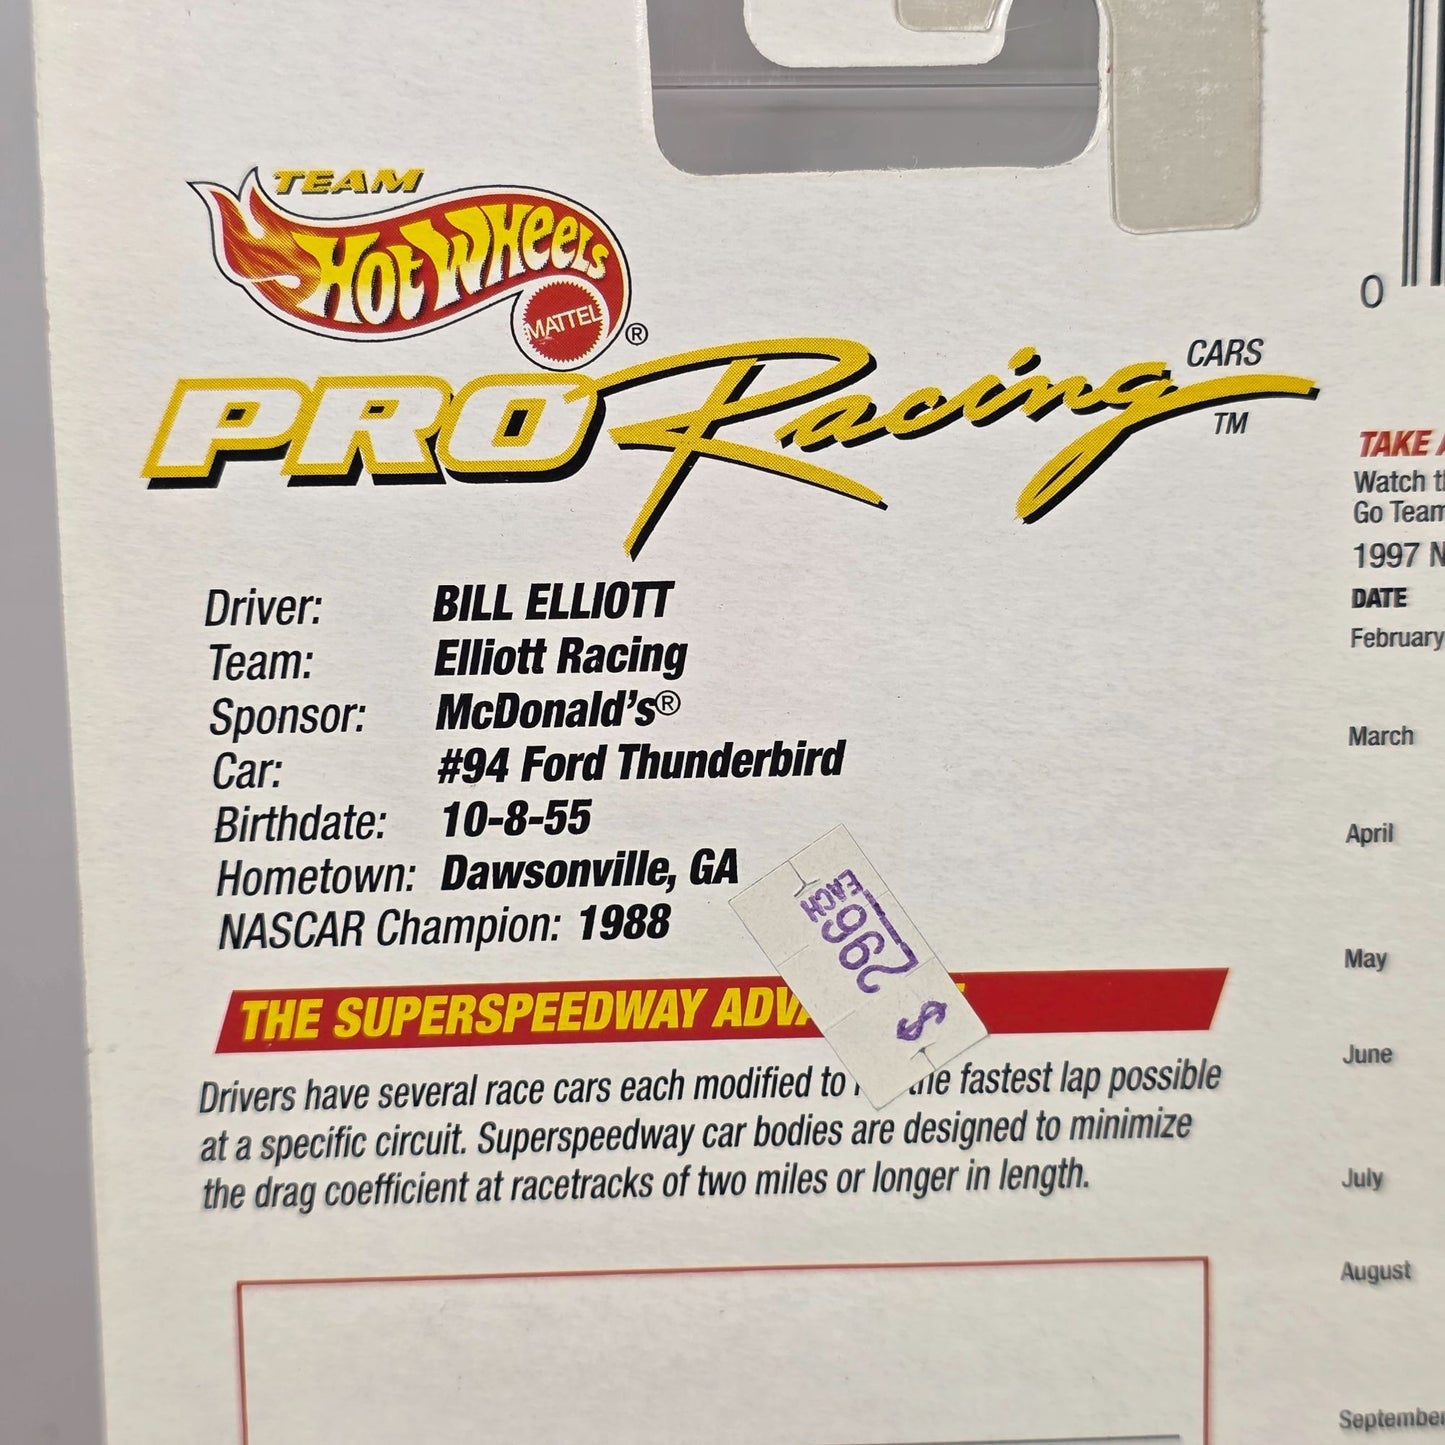 TEAM
Hot Wheels
MATTEL
®
PRO Racing CARS
TM
Driver: BILL ELLIOTT
Team: Elliott Racing
Sponsor: McDonald's®
Car: #94 Ford Thunderbird
Birthdate: 10-8-55
Hometown: Dawsonville, GA
NASCAR Champion: 1988
$ 296
EACH
THE SUPERSPEEDWAY
Drivers have several race cars each modified to the fastest lap possible
at a specific circuit. Superspeedway car bodies are designed to minimize
the drag coefficient at racetracks of two miles or longer in length.
0
TAKE
Watch
Go Team
1997
DATE
February
March
April
May
June
July
August
September